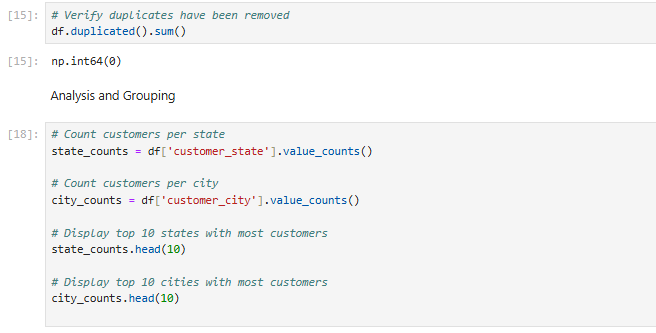 [15]: # Verify duplicates have been removed
df.duplicated().sum()
[15]: np.int64(0)
Analysis and Grouping
[18]: # Count customers per state
state_counts = df['customer_state'].value_counts()
# Count customers per city
city_counts = df['customer_city'].value_counts()
# Display top 10 states with most customers
state_counts.head(10)
# Display top 10 cities with most customers
city_counts.head(10)